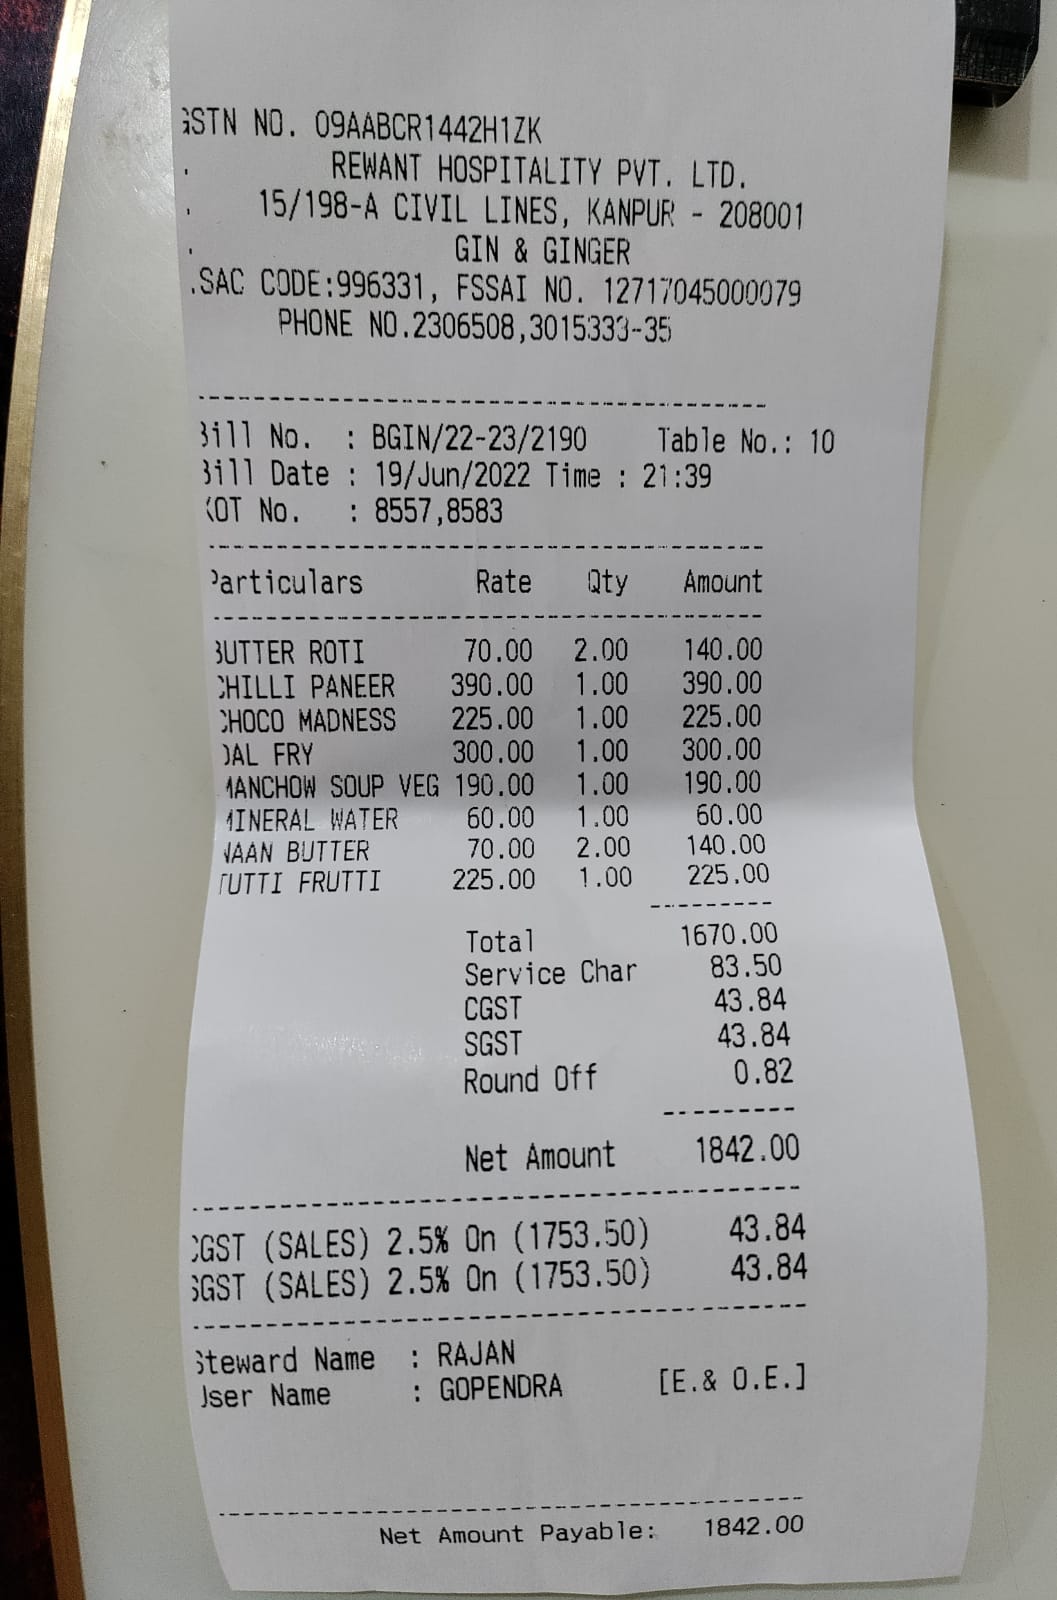 GSTN NO. 09AABCR1442H1ZK
. REWANT HOSPITALITY PVT. LTD.
. 15/198-A CIVIL LINES, KANPUR - 208001
. GIN & GINGER
.SAC CODE:996331, FSSAI NO. 12717045000079
PHONE NO.2306508,3015333-35
Bill No. : BGIN/22-23/2190 Table No.: 10
Bill Date : 19/Jun/2022 Time : 21:39
KOT No. : 8557,8583
Particulars Rate Qty Amount
BUTTER ROTI 70.00 2.00 140.00
CHILLI PANEER 390.00 1.00 390.00
CHOCO MADNESS 225.00 1.00 225.00
DAL FRY 300.00 1.00 300.00
MANCHOW SOUP VEG 190.00 1.00 190.00
MINERAL WATER 60.00 1.00 60.00
NAAN BUTTER 70.00 2.00 140.00
TUTTI FRUTTI 225.00 1.00 225.00
Total 1670.00
Service Char 83.50
CGST 43.84
SGST 43.84
Round Off 0.82
Net Amount 1842.00
CGST (SALES) 2.5% On (1753.50) 43.84
SGST (SALES) 2.5% On (1753.50) 43.84
Steward Name : RAJAN
User Name : GOPENDRA [E.& O.E.]
Net Amount Payable: 1842.00